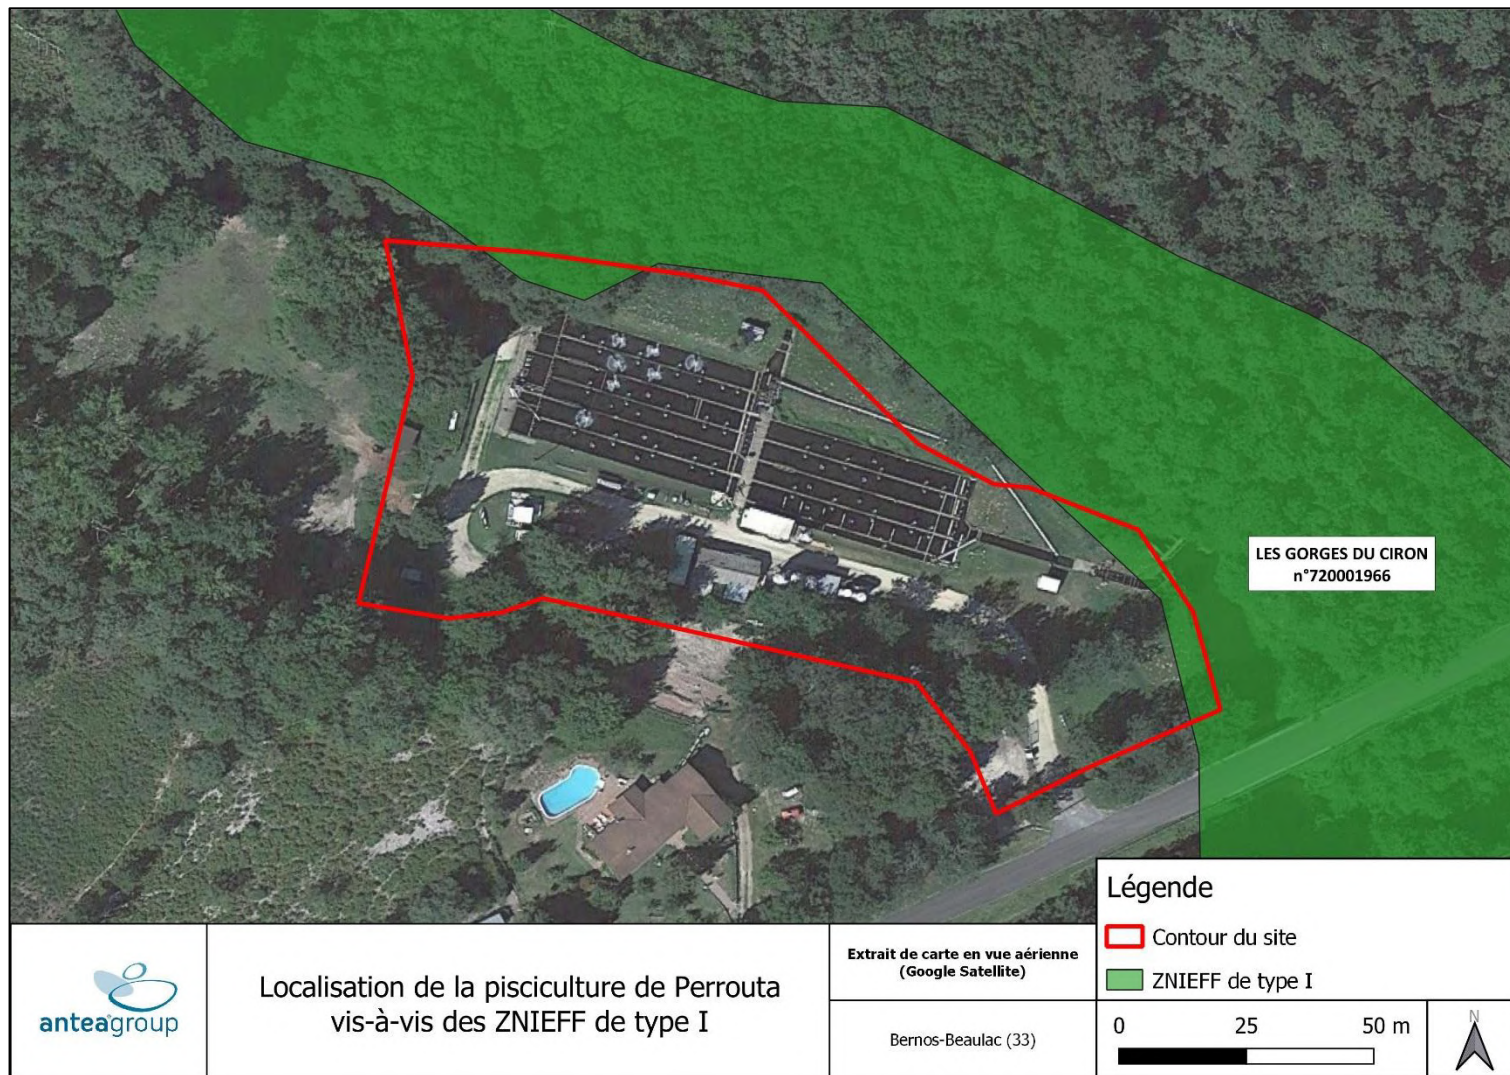 LES GORGES DU CIRON
n°720001966
Légende
Contour du site
ZNIEFF de type I
anteagroup
Localisation de la pisciculture de Perrouta
vis-à-vis des ZNIEFF de type I
Extrait de carte en vue aérienne
(Google Satellite)
Bernos-Beaulac (33)
0 25 50 m
N